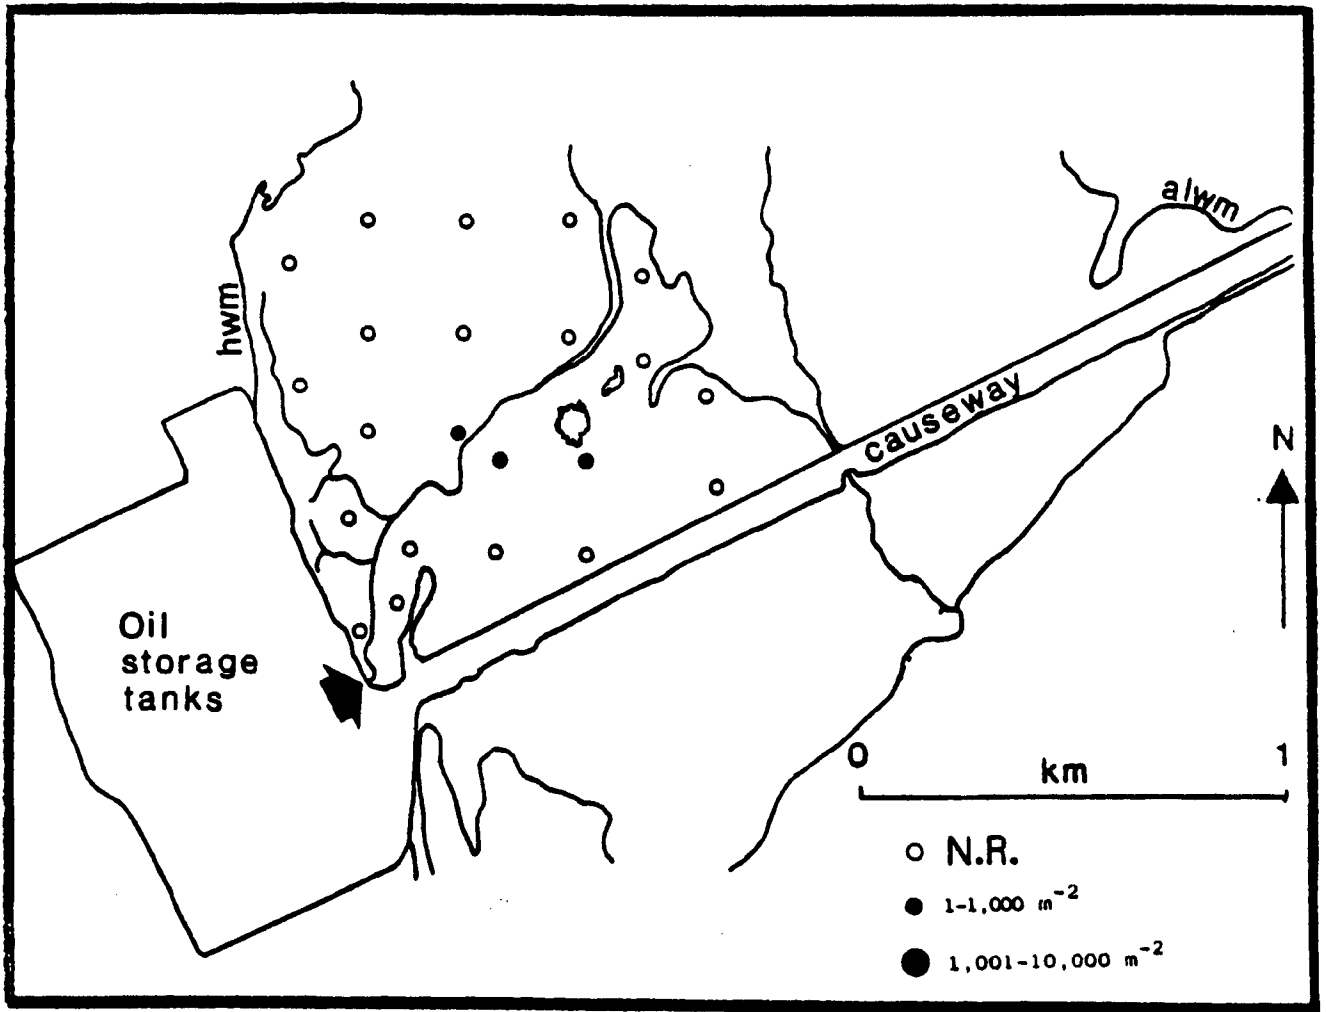 alwm
hwm
causeway
N
Oil
storage
tanks
0 1
km
N.R.
1-1,000 m⁻²
1,001-10,000 m⁻²